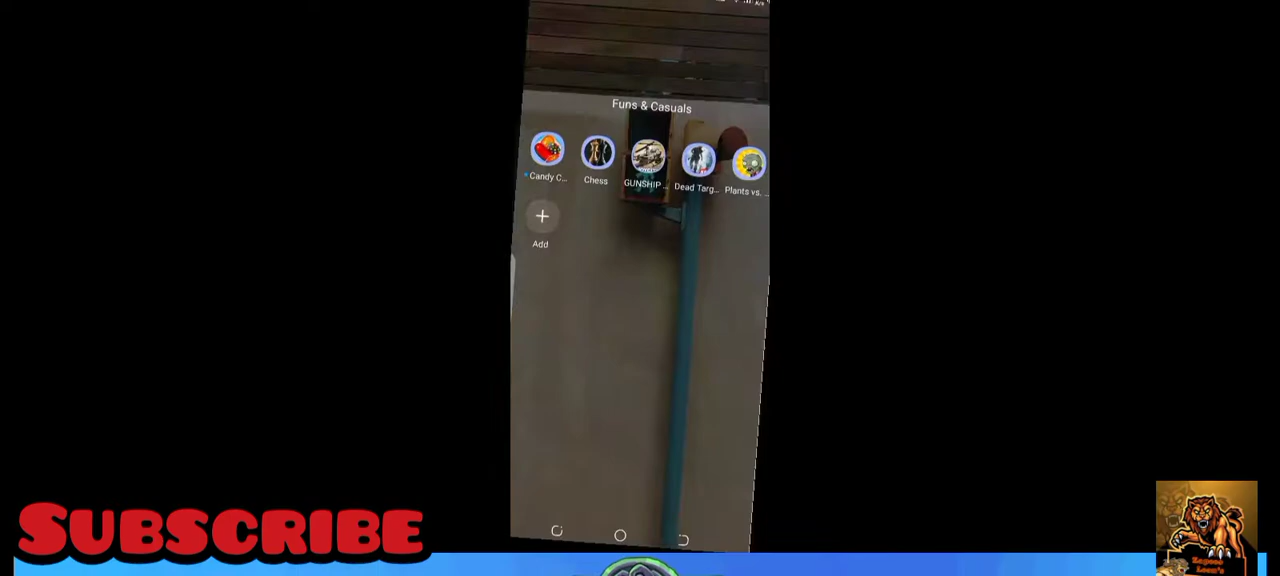 Funs & Casuals
Candy C...
Chess
GUNSHIP ...
Dead Targ...
Plants vs. ...
Add
SUBSCRIBE